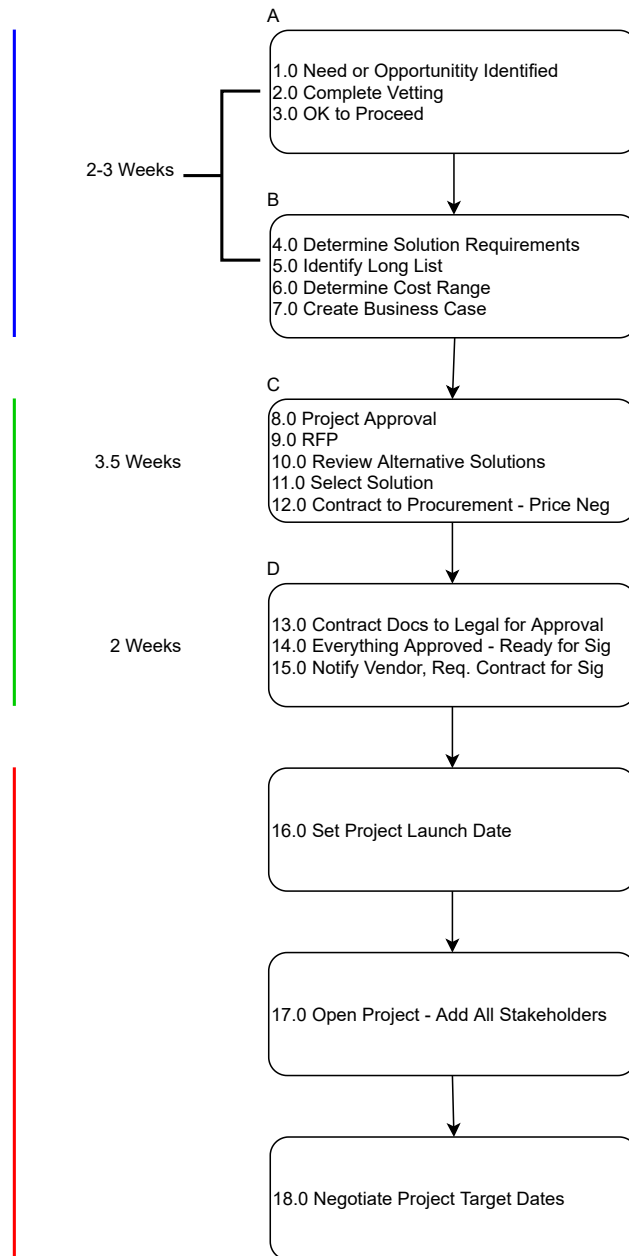 A
1.0 Need or Opportunitity Identified
2.0 Complete Vetting
3.0 OK to Proceed
2-3 Weeks
B
4.0 Determine Solution Requirements
5.0 Identify Long List
6.0 Determine Cost Range
7.0 Create Business Case
C
8.0 Project Approval
9.0 RFP
3.5 Weeks
10.0 Review Alternative Solutions
11.0 Select Solution
12.0 Contract to Procurement - Price Neg
D
13.0 Contract Docs to Legal for Approval
2 Weeks
14.0 Everything Approved - Ready for Sig
15.0 Notify Vendor, Req. Contract for Sig
16.0 Set Project Launch Date
17.0 Open Project - Add All Stakeholders
18.0 Negotiate Project Target Dates